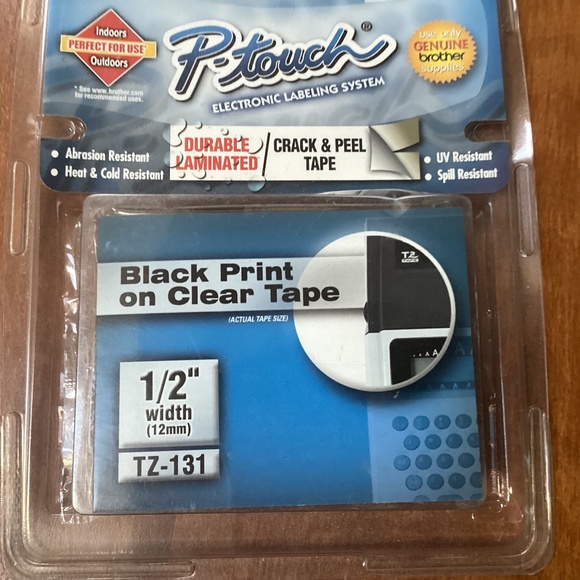 Indoors
PERFECT FOR USE*
Outdoors
* See www.brother.com
for recommended uses.
P-touch®
ELECTRONIC LABELING SYSTEM
use only
GENUINE
brother
supplies
• Abrasion Resistant
• Heat & Cold Resistant
DURABLE
LAMINATED
CRACK & PEEL
TAPE
• UV Resistant
• Spill Resistant
Black Print
on Clear Tape
(ACTUAL TAPE SIZE)
TZ
TAPE
1/2"
width
(12mm)
TZ-131